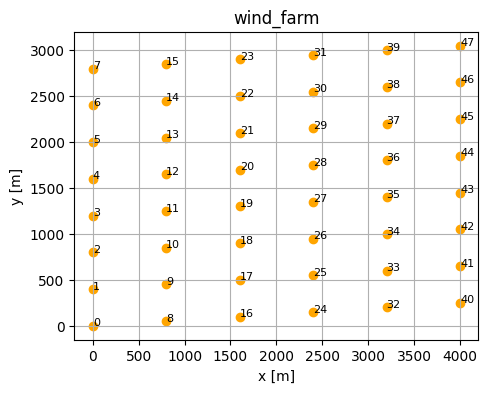 wind_farm
3000
2500
2000
1500
1000
500
0
y [m]
7 15 23 31 39 47
6 14 22 30 38 46
5 13 21 29 37 45
4 12 20 28 36 44
3 11 19 27 35 43
2 10 18 26 34 42
1 9 17 25 33 41
0 8 16 24 32 40
0 500 1000 1500 2000 2500 3000 3500 4000
x [m]